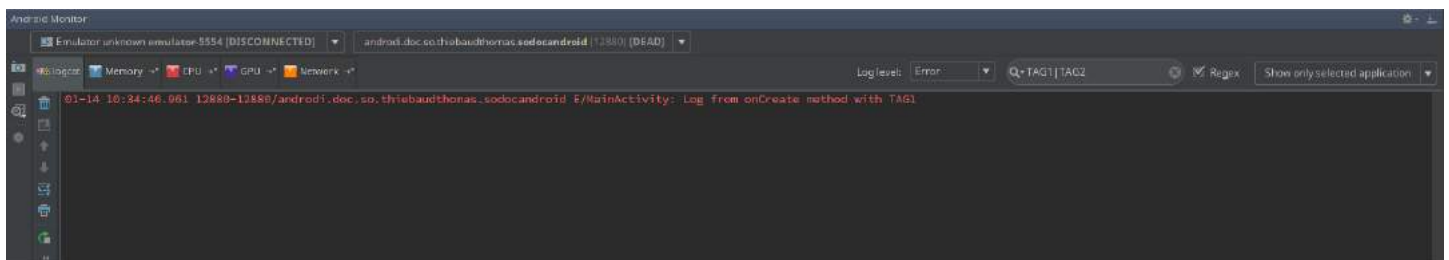 Android Monitor
Emulator unknown emulator-5554 [DISCONNECTED] androdi.doc.so.thiebaudthomas.sodocandroid (12880) [DEAD]
logcat Memory CPU GPU Network Log level: Error TAG1|TAG2 Regex Show only selected application
01-14 10:34:46.961 12880-12880/androdi.doc.so.thiebaudthomas.sodocandroid E/MainActivity: Log from onCreate method with TAG1